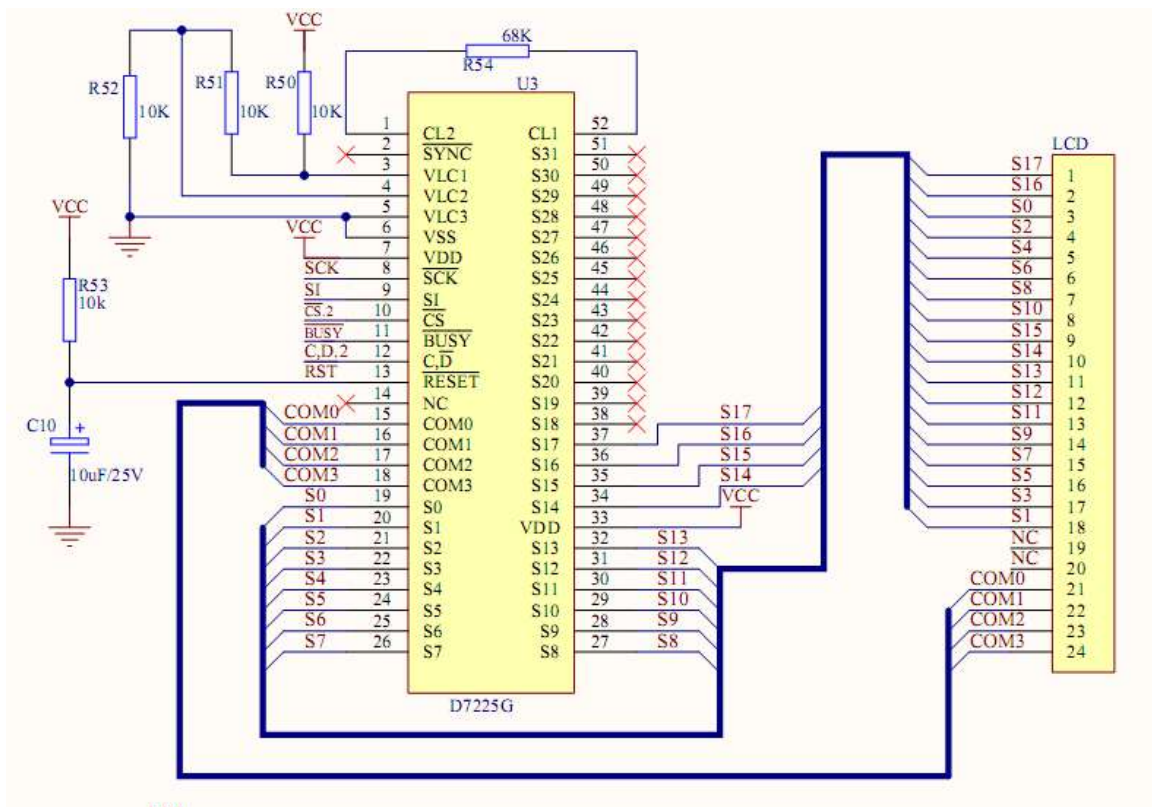 VCC
68K
R54
R52
10K
R51
10K
R50
10K
U3
D7225G
VCC
R53
10k
C10
+
10uF/25V
VCC
SCK
SI
CS.2
BUSY
C,D.2
RST
1 CL2
2 SYNC
3 VLC1
4 VLC2
5 VLC3
6 VSS
7 VDD
8 SCK
9 SI
10 CS
11 BUSY
12 C,D
13 RESET
14 NC
COM0 15 COM0
COM1 16 COM1
COM2 17 COM2
COM3 18 COM3
S0 19 S0
S1 20 S1
S2 21 S2
S3 22 S3
S4 23 S4
S5 24 S5
S6 25 S6
S7 26 S7
CL1 52
S31 51
S30 50
S29 49
S28 48
S27 47
S26 46
S25 45
S24 44
S23 43
S22 42
S21 41
S20 40
S19 39
S18 38
S17 37 S17
S16 36 S16
S15 35 S15
S14 34 S14
VDD 33 VCC
S13 32 S13
S12 31 S12
S11 30 S11
S10 29 S10
S9 28 S9
S8 27 S8
LCD
S17 1
S16 2
S0 3
S2 4
S4 5
S6 6
S8 7
S10 8
S15 9
S14 10
S13 11
S12 12
S11 13
S9 14
S7 15
S5 16
S3 17
S1 18
NC 19
NC 20
COM0 21
COM1 22
COM2 23
COM3 24